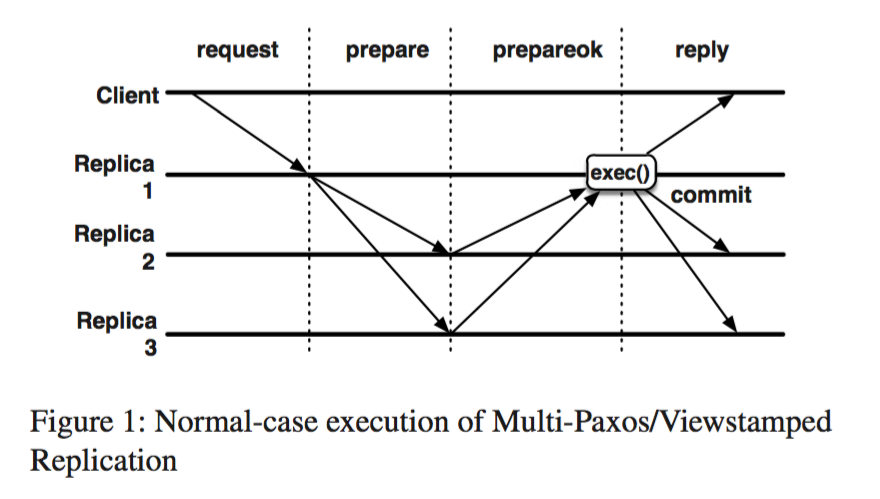 request prepare prepareok reply
Client
Replica
1
exec()
commit
Replica
2
Replica
3
Figure 1: Normal-case execution of Multi-Paxos/Viewstamped
Replication